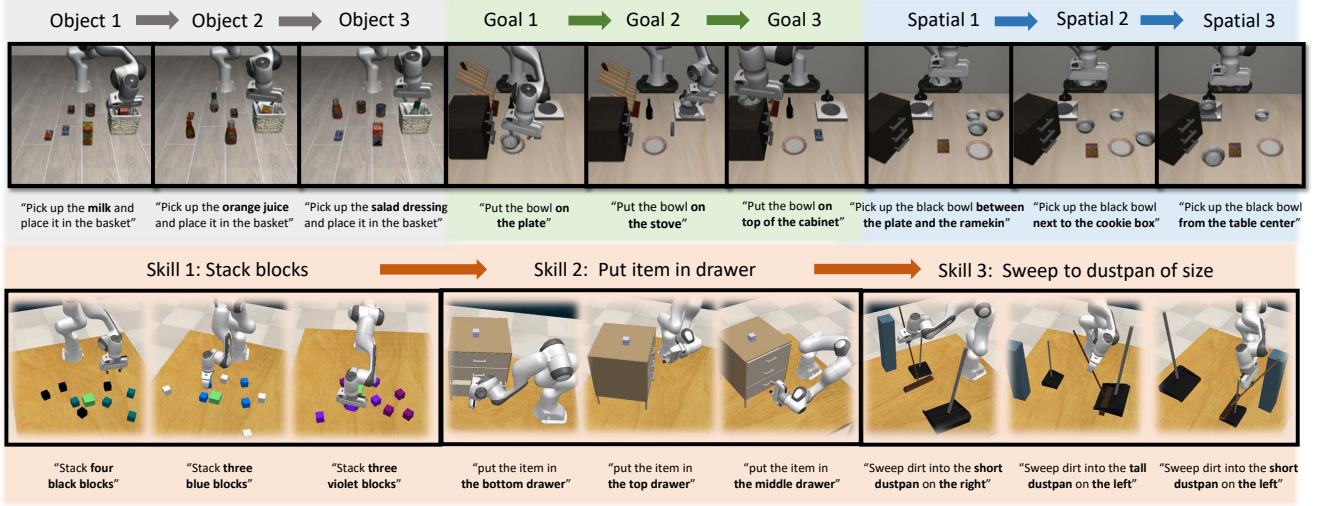 Object 1 Object 2 Object 3 Goal 1 Goal 2 Goal 3 Spatial 1 Spatial 2 Spatial 3
“Pick up the milk and
place it in the basket”
“Pick up the orange juice
and place it in the basket”
“Pick up the salad dressing
and place it in the basket”
“Put the bowl on
the plate”
“Put the bowl on
the stove”
“Put the bowl on
top of the cabinet”
“Pick up the black bowl between
the plate and the ramekin”
“Pick up the black bowl
next to the cookie box”
“Pick up the black bowl
from the table center”
Skill 1: Stack blocks Skill 2: Put item in drawer Skill 3: Sweep to dustpan of size
“Stack four
black blocks”
“Stack three
blue blocks”
“Stack three
violet blocks”
“put the item in
the bottom drawer”
“put the item in
the top drawer”
“put the item in
the middle drawer”
“Sweep dirt into the short
dustpan on the right”
“Sweep dirt into the tall
dustpan on the left”
“Sweep dirt into the short
dustpan on the left”